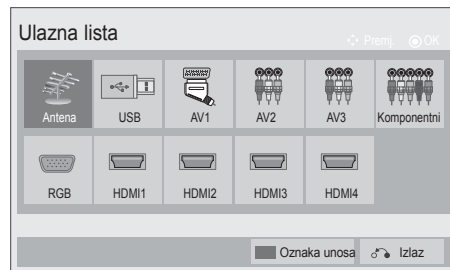 Ulazna lista
Premj. OK
Antena USB AV1 AV2 AV3 Komponentni
RGB HDMI1 HDMI2 HDMI3 HDMI4
Oznaka unosa Izlaz